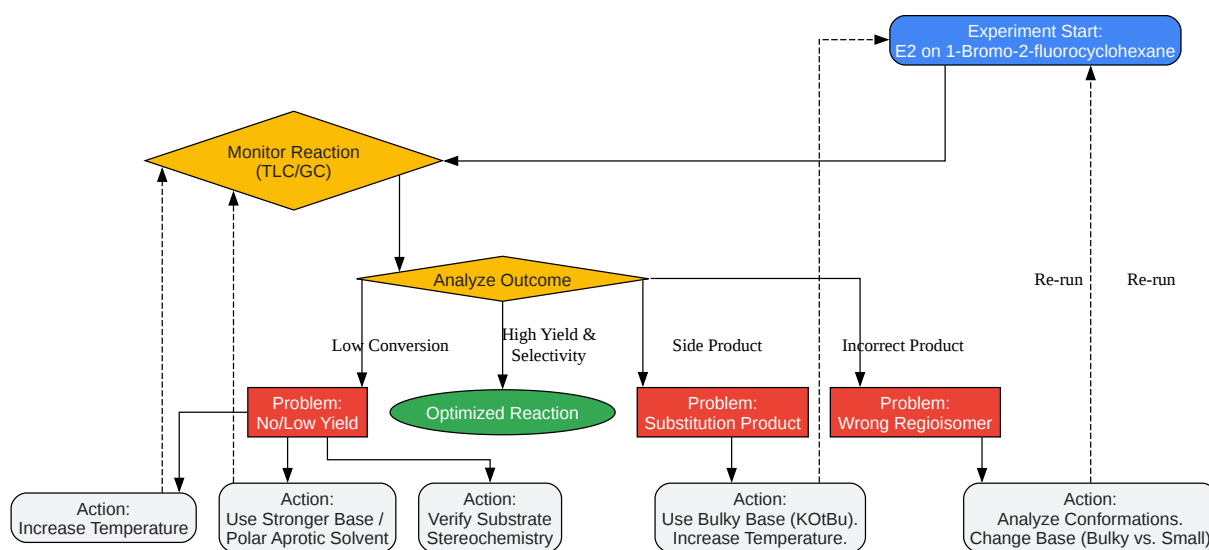 Experiment Start:
E2 on 1-Bromo-2-fluorocyclohexane
Monitor Reaction
(TLC/GC)
Analyze Outcome
Re-run
Re-run
Low Conversion
High Yield &
Selectivity
Side Product
Incorrect Product
Problem:
No/Low Yield
Optimized Reaction
Problem:
Substitution Product
Problem:
Wrong Regioisomer
Action:
Increase Temperature
Action:
Use Stronger Base /
Polar Aprotic Solvent
Action:
Verify Substrate
Stereochemistry
Action:
Use Bulky Base (KOtBu).
Increase Temperature.
Action:
Analyze Conformations.
Change Base (Bulky vs. Small)